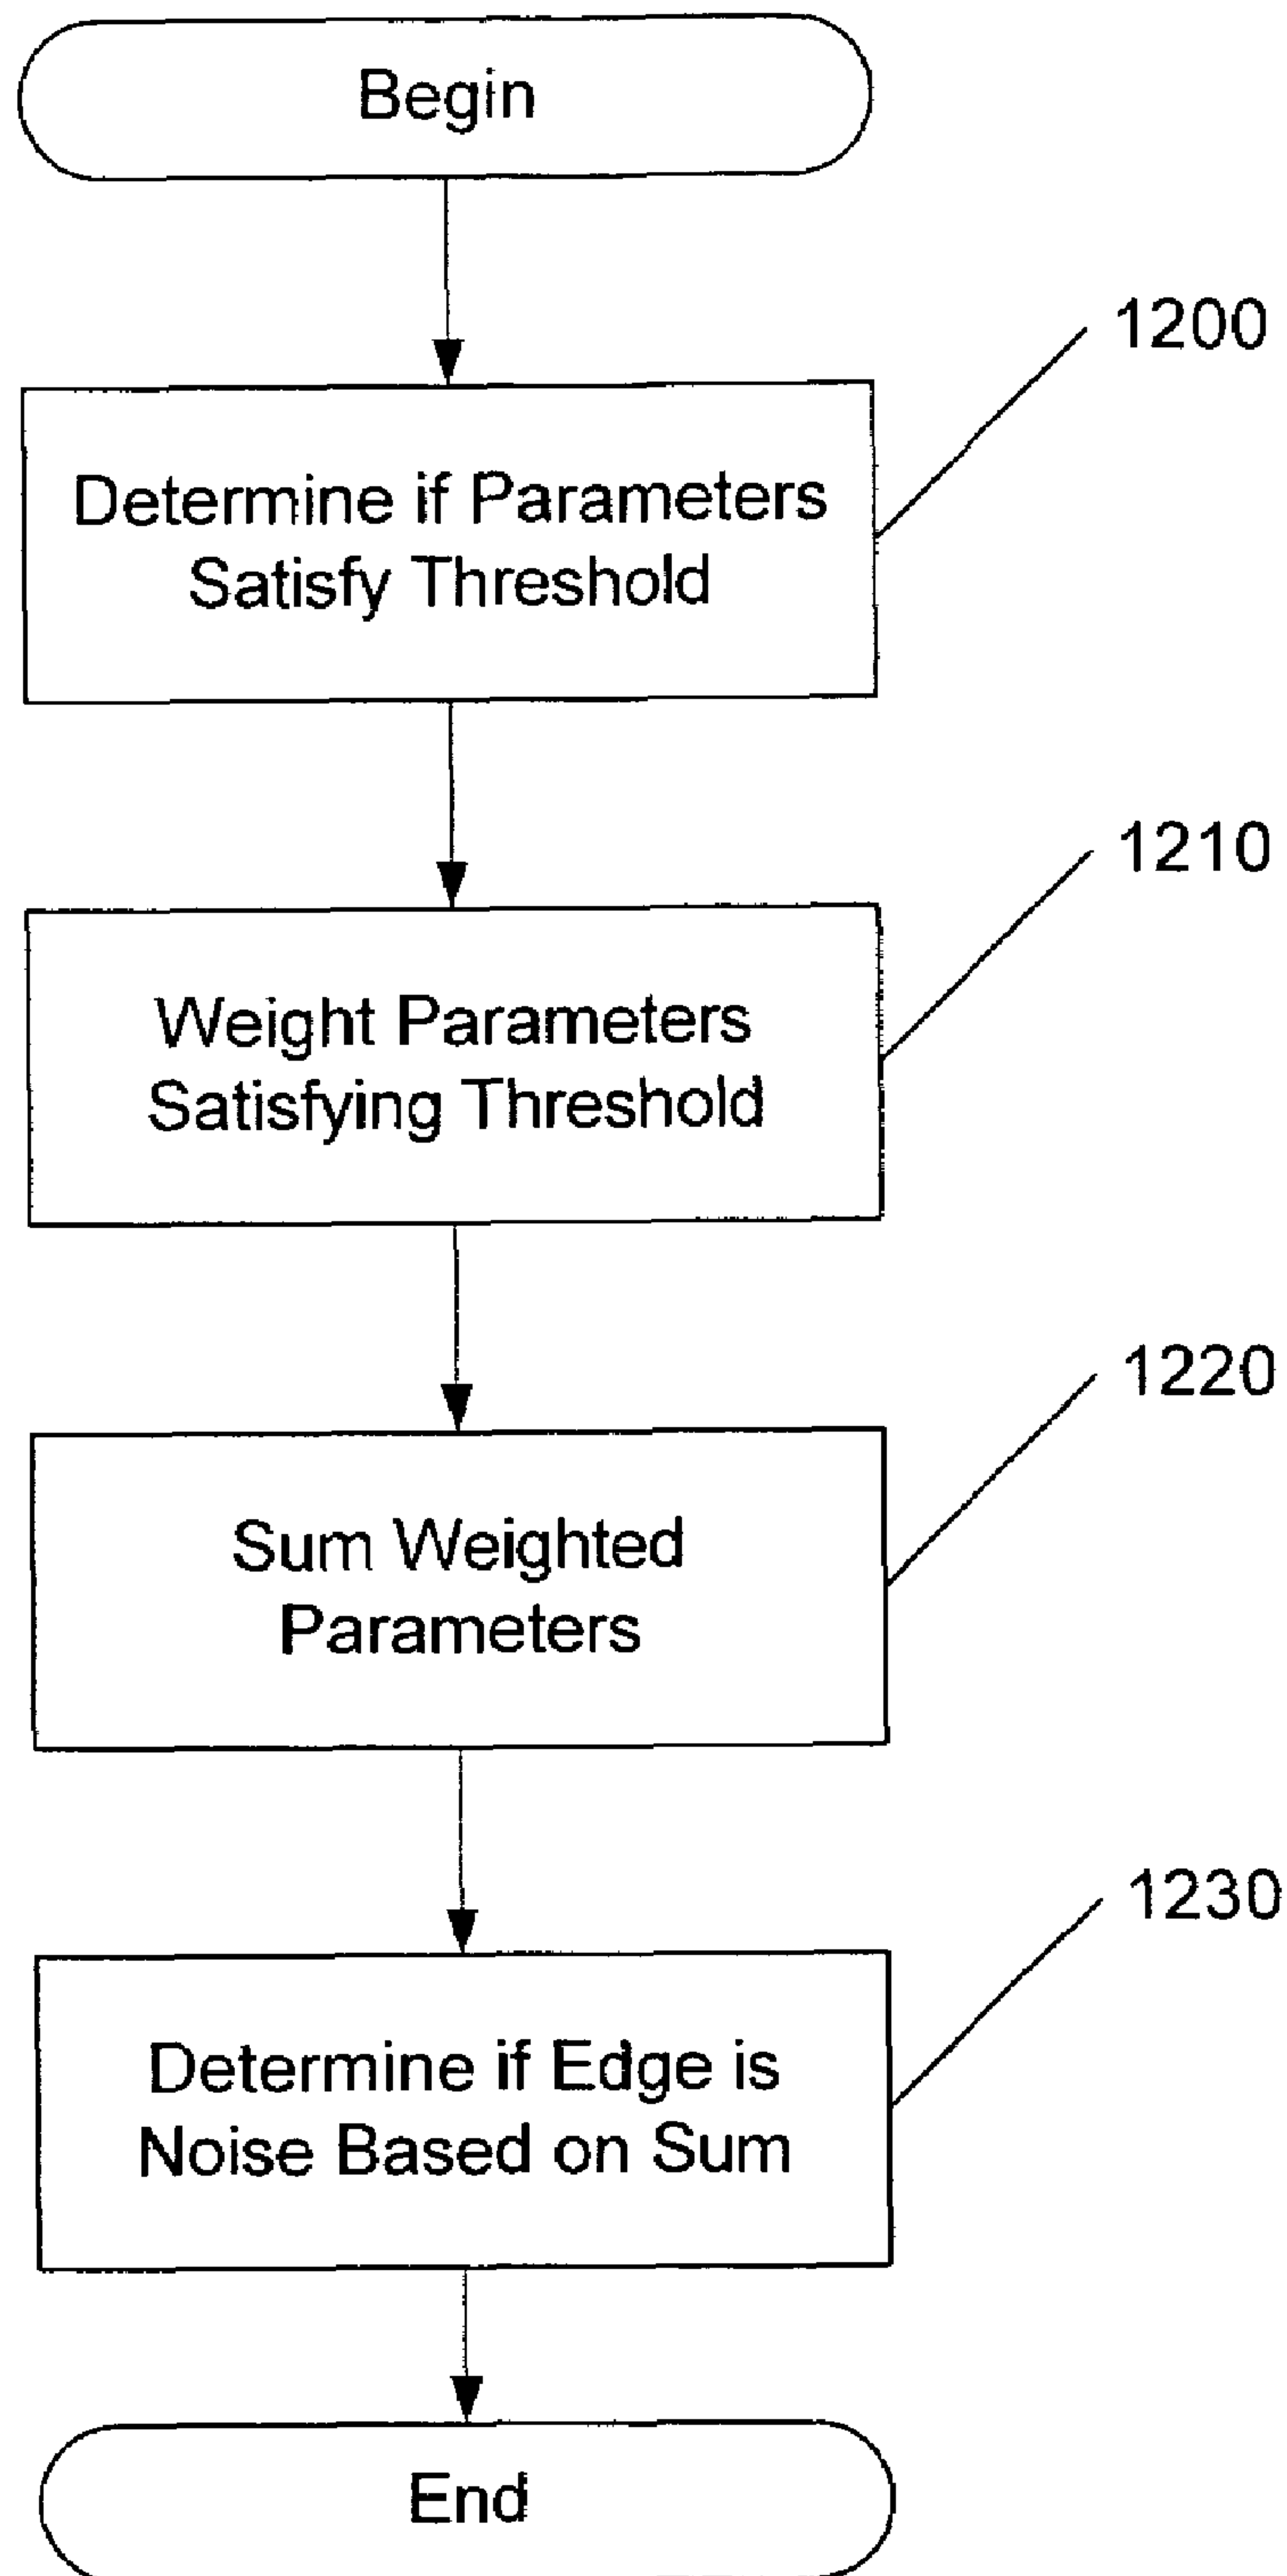 Begin
1200
Determine if Parameters
Satisfy Threshold
1210
Weight Parameters
Satisfying Threshold
1220
Sum Weighted
Parameters
1230
Determine if Edge is
Noise Based on Sum
End